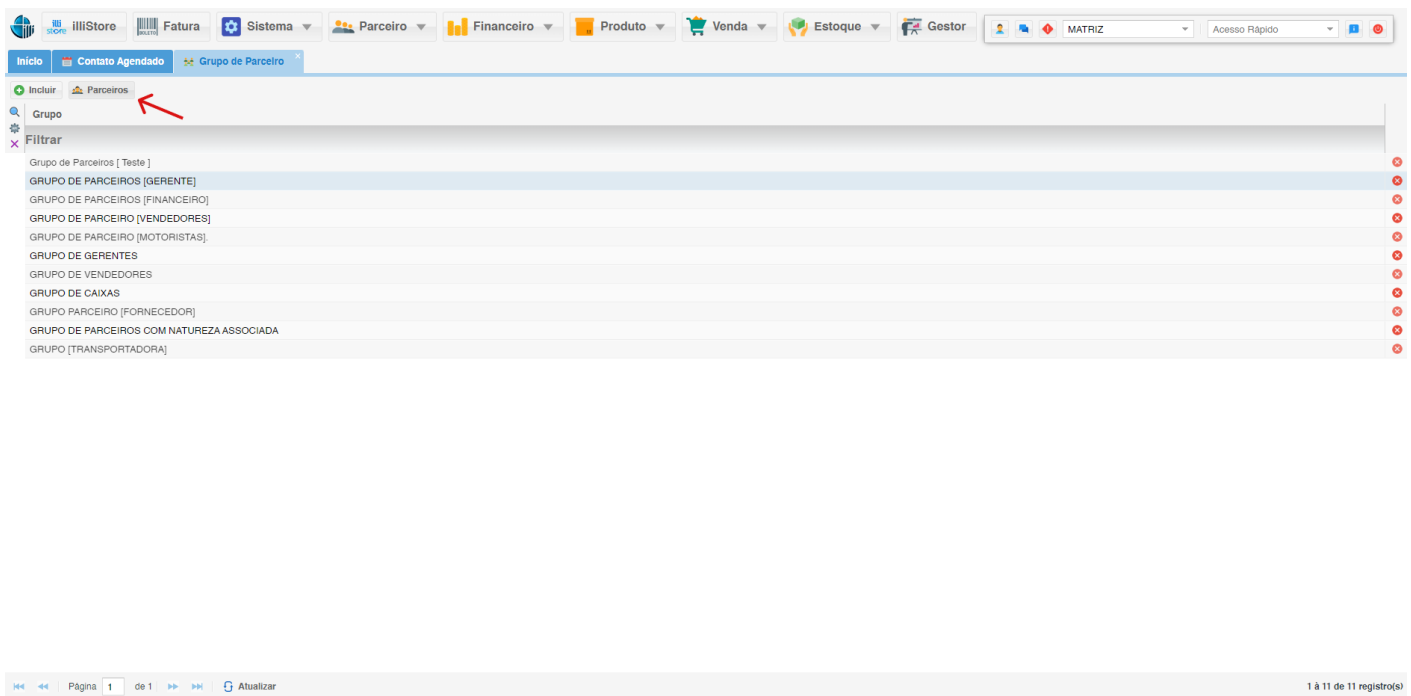 illi store illiStore BOLETO Fatura Sistema Parceiro Financeiro Produto Venda Estoque Gestor MATRIZ Acesso Rápido
Início Contato Agendado Grupo de Parceiro
Incluir Parceiros
Grupo
Filtrar
Grupo de Parceiros [ Teste ]
GRUPO DE PARCEIROS [GERENTE]
GRUPO DE PARCEIROS [FINANCEIRO]
GRUPO DE PARCEIRO [VENDEDORES]
GRUPO DE PARCEIRO [MOTORISTAS].
GRUPO DE GERENTES
GRUPO DE VENDEDORES
GRUPO DE CAIXAS
GRUPO PARCEIRO [FORNECEDOR]
GRUPO DE PARCEIROS COM NATUREZA ASSOCIADA
GRUPO [TRANSPORTADORA]
Página 1 de 1 Atualizar 1 à 11 de 11 registro(s)